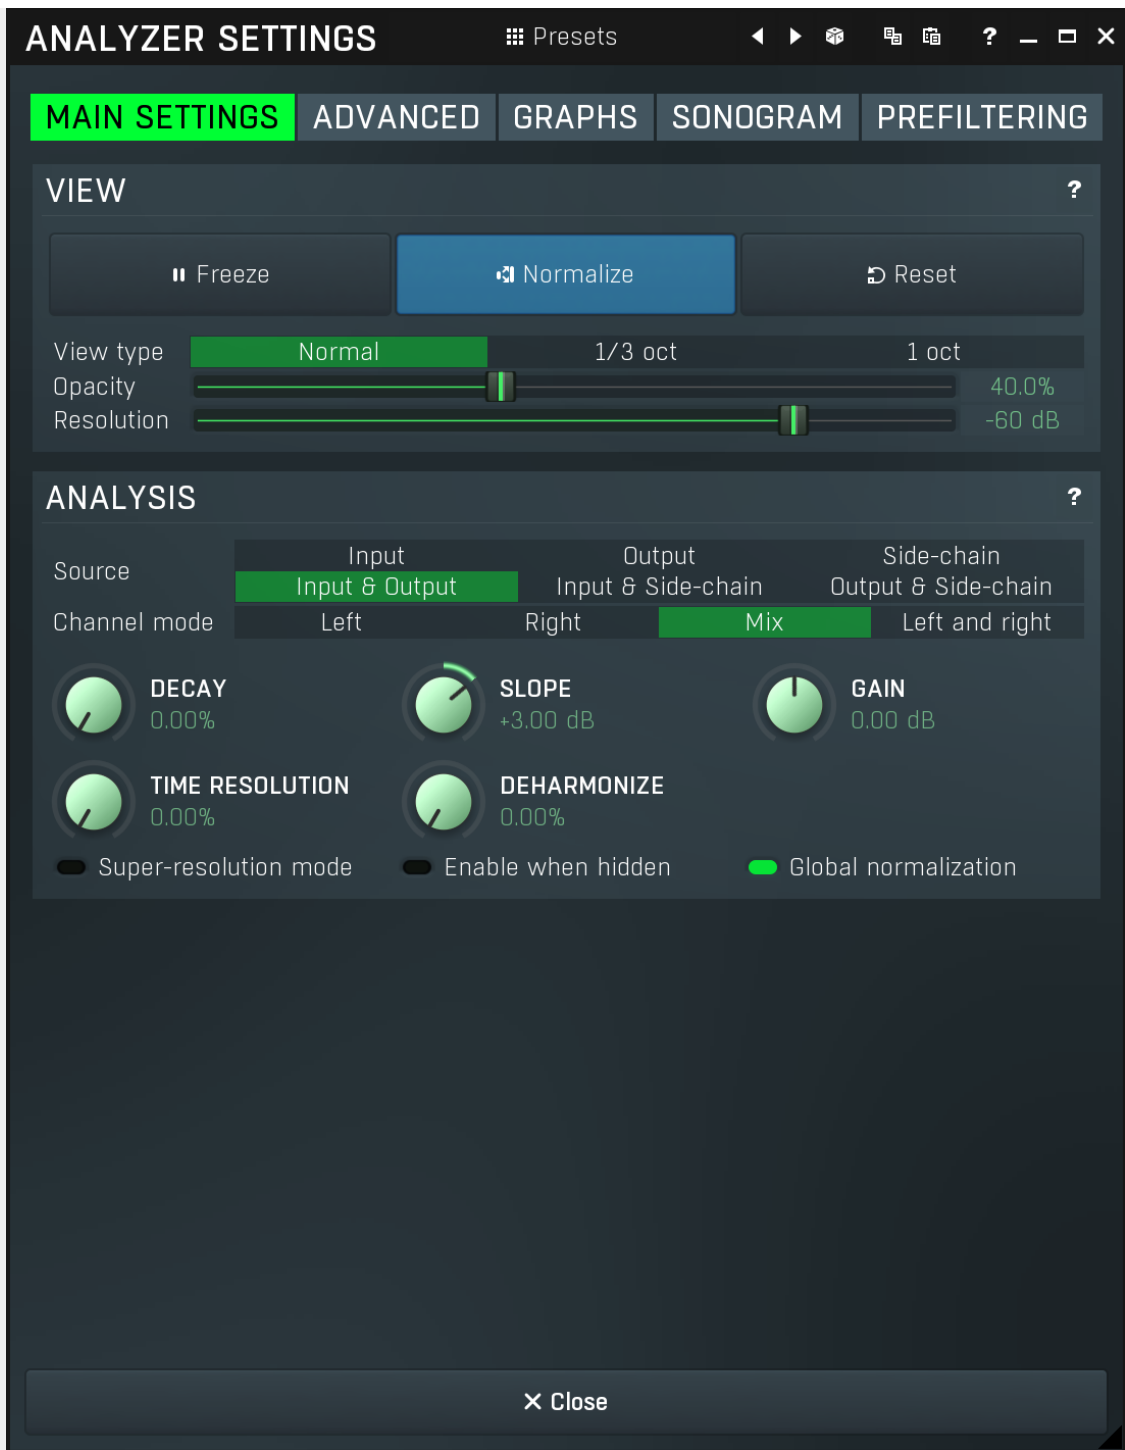 ANALYZER SETTINGS Presets ?
MAIN SETTINGS ADVANCED GRAPHS SONOGRAM PREFILTERING
VIEW ?
Freeze Normalize Reset
View type Normal 1/3 oct 1 oct
Opacity 40.0%
Resolution -60 dB
ANALYSIS ?
Source Input Output Side-chain
Input & Output Input & Side-chain Output & Side-chain
Channel mode Left Right Mix Left and right
DECAY SLOPE GAIN
0.00% +3.00 dB 0.00 dB
TIME RESOLUTION DEHARMONIZE
0.00% 0.00%
Super-resolution mode Enable when hidden Global normalization
Close